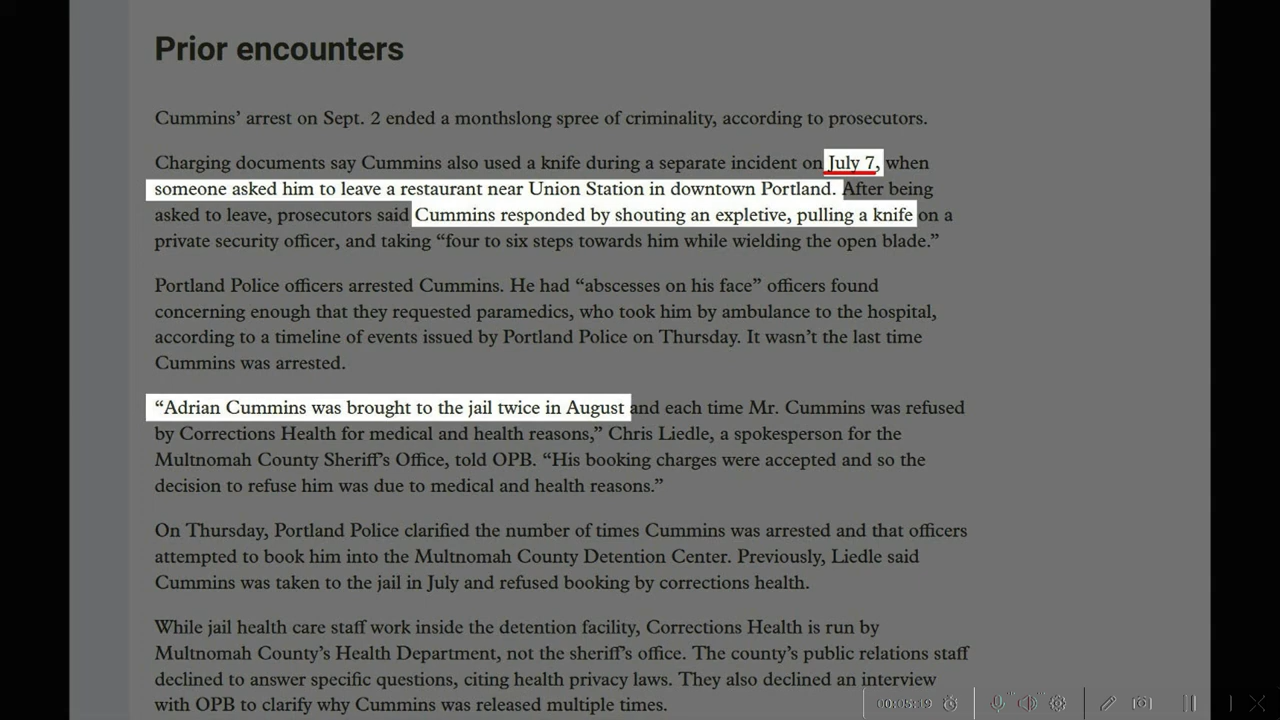 Prior encounters
Cummins’ arrest on Sept. 2 ended a monthslong spree of criminality, according to prosecutors.
Charging documents say Cummins also used a knife during a separate incident on July 7, when
someone asked him to leave a restaurant near Union Station in downtown Portland. After being
asked to leave, prosecutors said Cummins responded by shouting an expletive, pulling a knife on a
private security officer, and taking “four to six steps towards him while wielding the open blade.”
Portland Police officers arrested Cummins. He had “abscesses on his face” officers found
concerning enough that they requested paramedics, who took him by ambulance to the hospital,
according to a timeline of events issued by Portland Police on Thursday. It wasn’t the last time
Cummins was arrested.
“Adrian Cummins was brought to the jail twice in August and each time Mr. Cummins was refused
by Corrections Health for medical and health reasons,” Chris Liedle, a spokesperson for the
Multnomah County Sheriff’s Office, told OPB. “His booking charges were accepted and so the
decision to refuse him was due to medical and health reasons.”
On Thursday, Portland Police clarified the number of times Cummins was arrested and that officers
attempted to book him into the Multnomah County Detention Center. Previously, Liedle said
Cummins was taken to the jail in July and refused booking by corrections health.
While jail health care staff work inside the detention facility, Corrections Health is run by
Multnomah County’s Health Department, not the sheriff’s office. The county’s public relations staff
declined to answer specific questions, citing health privacy laws. They also declined an interview
with OPB to clarify why Cummins was released multiple times.
00:05:19